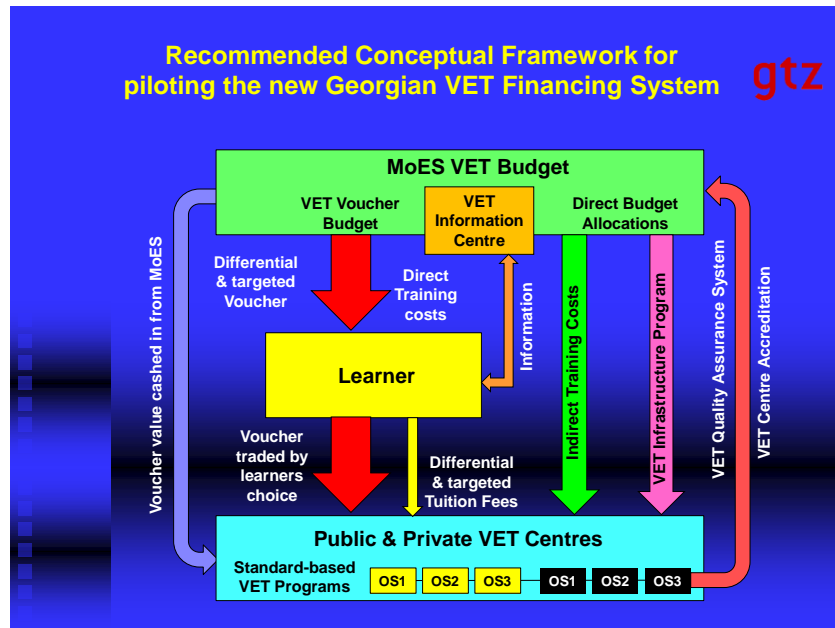 Recommended Conceptual Framework for
piloting the new Georgian VET Financing System
gtz
MoES VET Budget
VET Voucher
Budget
VET
Information
Centre
Direct Budget
Allocations
Differential
& targeted
Voucher
Direct
Training
costs
Information
Indirect Training Costs
VET Infrastructure Program
VET Quality Assurance System
VET Centre Accreditation
Voucher value cashed in from MoES
Learner
Voucher
traded by
learners
choice
Differential
& targeted
Tuition Fees
Public & Private VET Centres
Standard-based
VET Programs
OS1 OS2 OS3 OS1 OS2 OS3